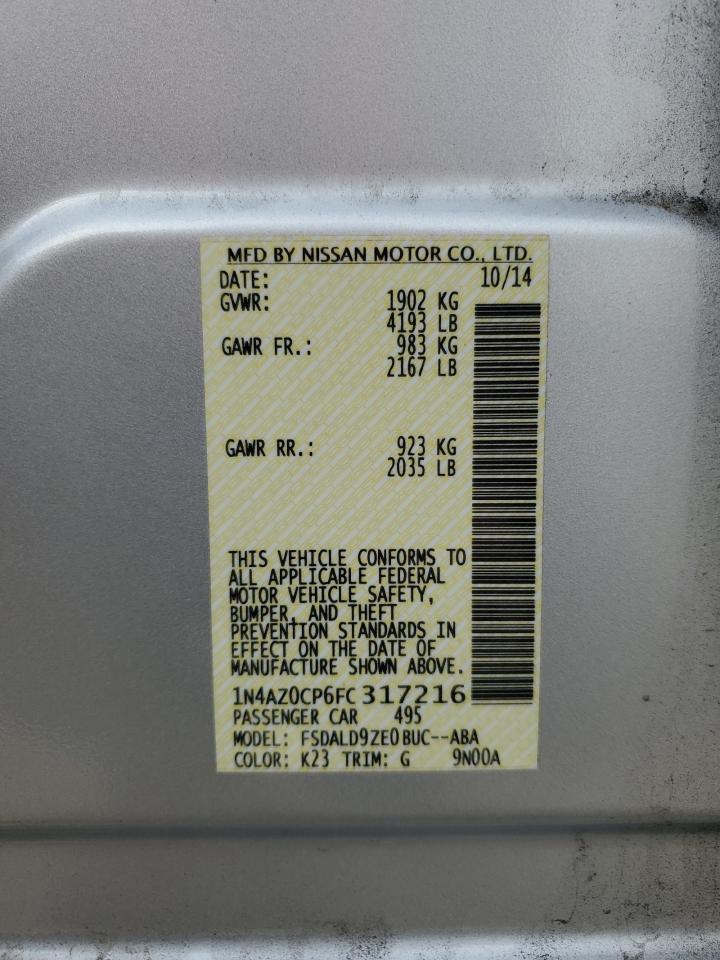 MFD BY NISSAN MOTOR CO., LTD.
DATE: 10/14
GVWR: 1902 KG
4193 LB
GAWR FR.: 983 KG
2167 LB
GAWR RR.: 923 KG
2035 LB
THIS VEHICLE CONFORMS TO
ALL APPLICABLE FEDERAL
MOTOR VEHICLE SAFETY,
BUMPER, AND THEFT
PREVENTION STANDARDS IN
EFFECT ON THE DATE OF
MANUFACTURE SHOWN ABOVE.
1N4AZ0CP6FC317216
PASSENGER CAR 495
MODEL: FSDALD9ZE0BUC--ABA
COLOR: K23 TRIM: G 9N00A